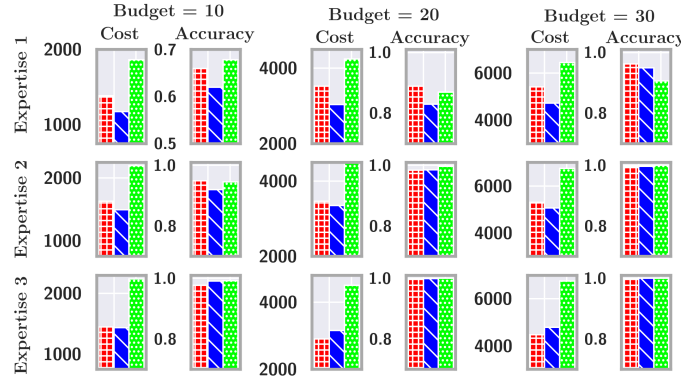 Budget = 10 Budget = 20 Budget = 30
Cost Accuracy Cost Accuracy Cost Accuracy
Expertise 1
2000 0.7 4000 1.0 6000 1.0
0.6 0.8 0.8
1000 0.5 2000 4000
Expertise 2
2000 1.0 4000 1.0 6000 1.0
0.8 0.8 0.8
1000 2000 4000
Expertise 3
2000 1.0 4000 1.0 6000 1.0
0.8 0.8 0.8
1000 2000 4000